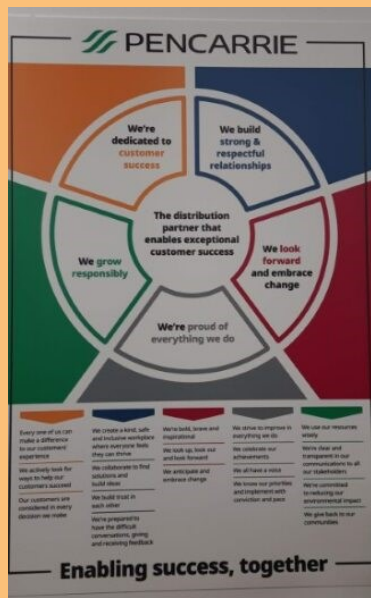 PENCARRIE
We're
dedicated to
customer
success
We build
strong &
respectful
relationships
The distribution
partner that
enables exceptional
customer success
We grow
responsibly
We look
forward
and embrace
change
We're proud of
everything we do
Every one of us can
make a difference
to our customers'
experience
We actively look for
ways to help our
customers succeed
Our customers are
considered in every
decision we make
We create a kind, safe
and inclusive workplace
where everyone feels
they can thrive
We collaborate to find
solutions and
build ideas
We build trust in
each other
We're prepared to
have the difficult
conversations, giving
and receiving feedback
We're bold, brave and
inspirational
We look up, look out
and look forward
We anticipate and
embrace change
We strive to improve in
everything we do
We celebrate our
achievements
We all have a voice
We know our priorities
and implement with
conviction and pace
We use our resources
wisely
We're clear and
transparent in our
communications to all
our stakeholders
We're committed
to reducing our
environmental impact
We give back to our
communities
Enabling success, together